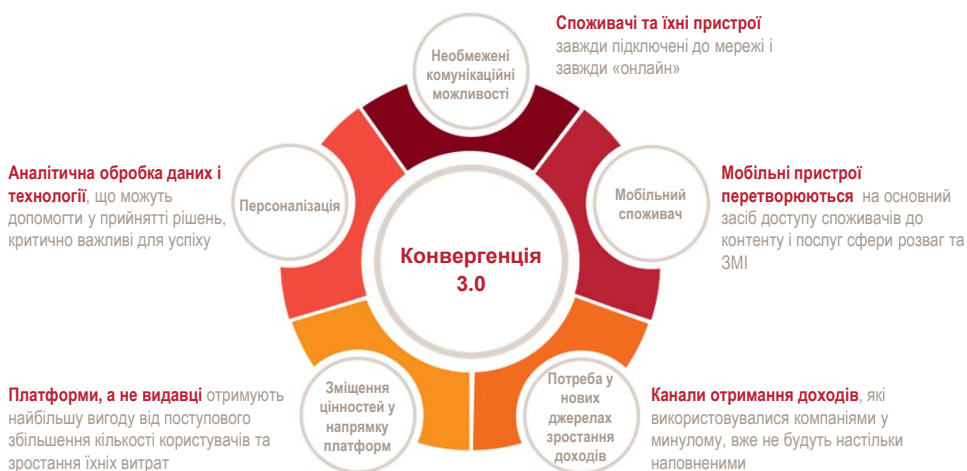 Споживачі та їхні пристрої
завжди підключені до мережі і
завжди «онлайн»
Необмежені
комунікаційні
можливості
Аналітична обробка даних і
технології, що можуть
допомогти у прийнятті рішень,
критично важливі для успіху
Персоналізація
Мобільний
споживач
Мобільні пристрої
перетворюються на основний
засіб доступу споживачів до
контенту і послуг сфери розваг та
ЗМІ
Конвергенція
3.0
Платформи, а не видавці отримують
найбільшу вигоду від поступового
збільшення кількості користувачів та
зростання їхніх витрат
Зміщення
цінностей у
напрямку
платформ
Потреба у
нових
джерелах
зростання
доходів
Канали отримання доходів, які
використовувалися компаніями у
минулому, вже не будуть настільки
наповненими